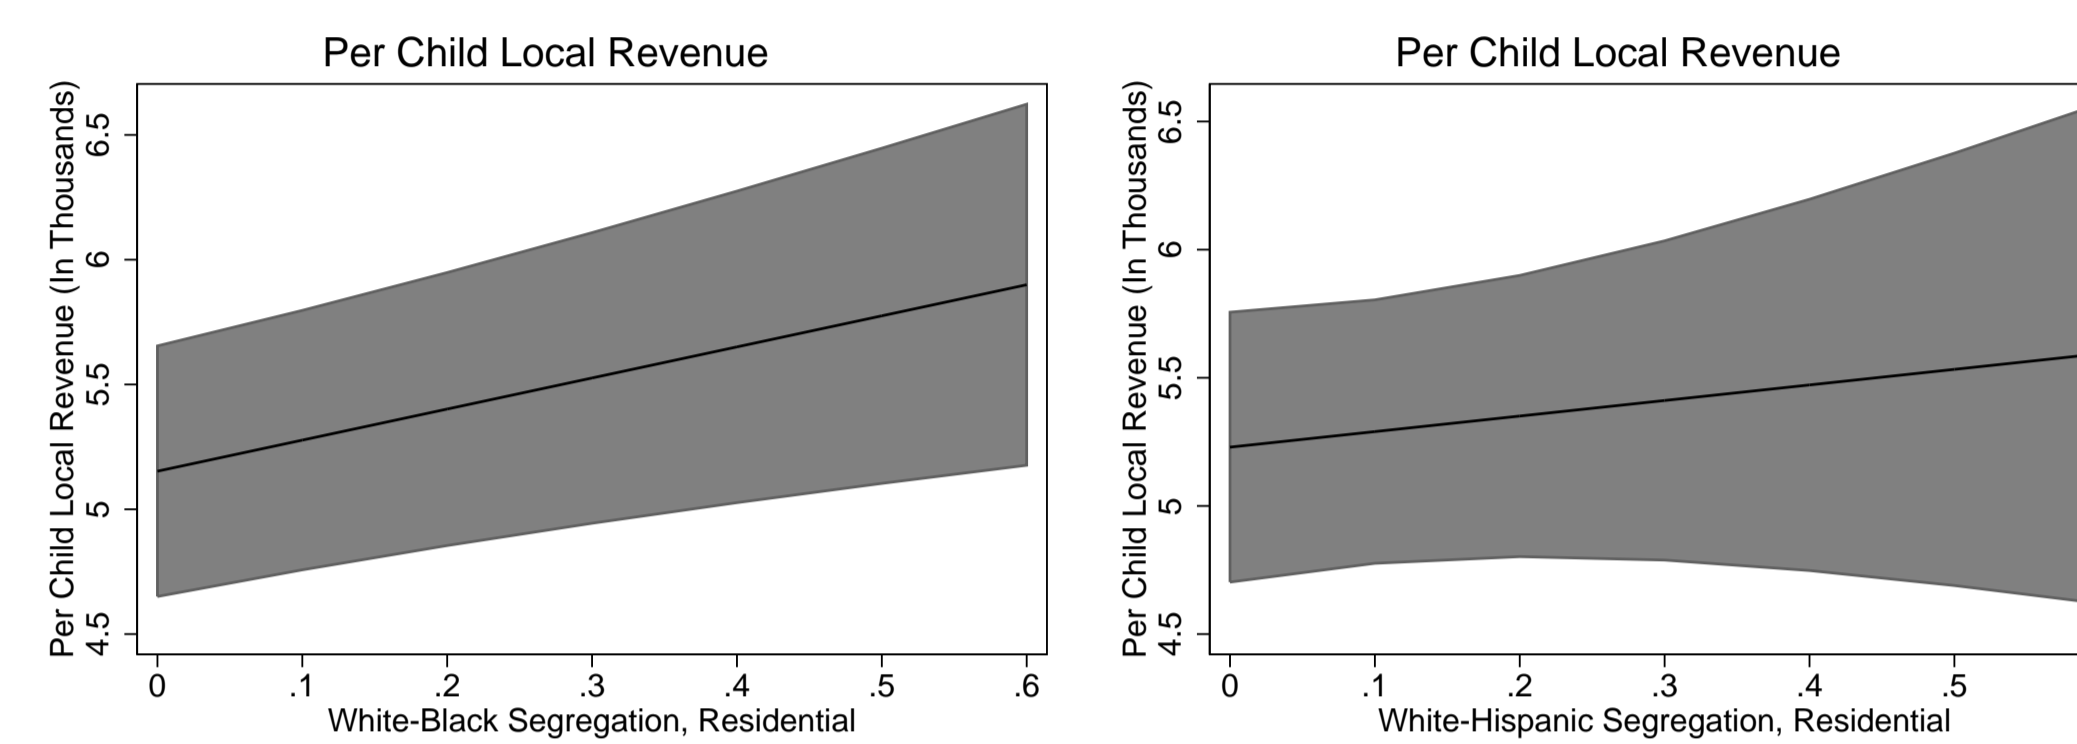 Per Child Local Revenue
Per Child Local Revenue (In Thousands)
6.5
6
5.5
5
4.5
0 .1 .2 .3 .4 .5 .6
White-Black Segregation, Residential
Per Child Local Revenue
Per Child Local Revenue (In Thousands)
6.5
6
5.5
5
4.5
0 .1 .2 .3 .4 .5
White-Hispanic Segregation, Residential